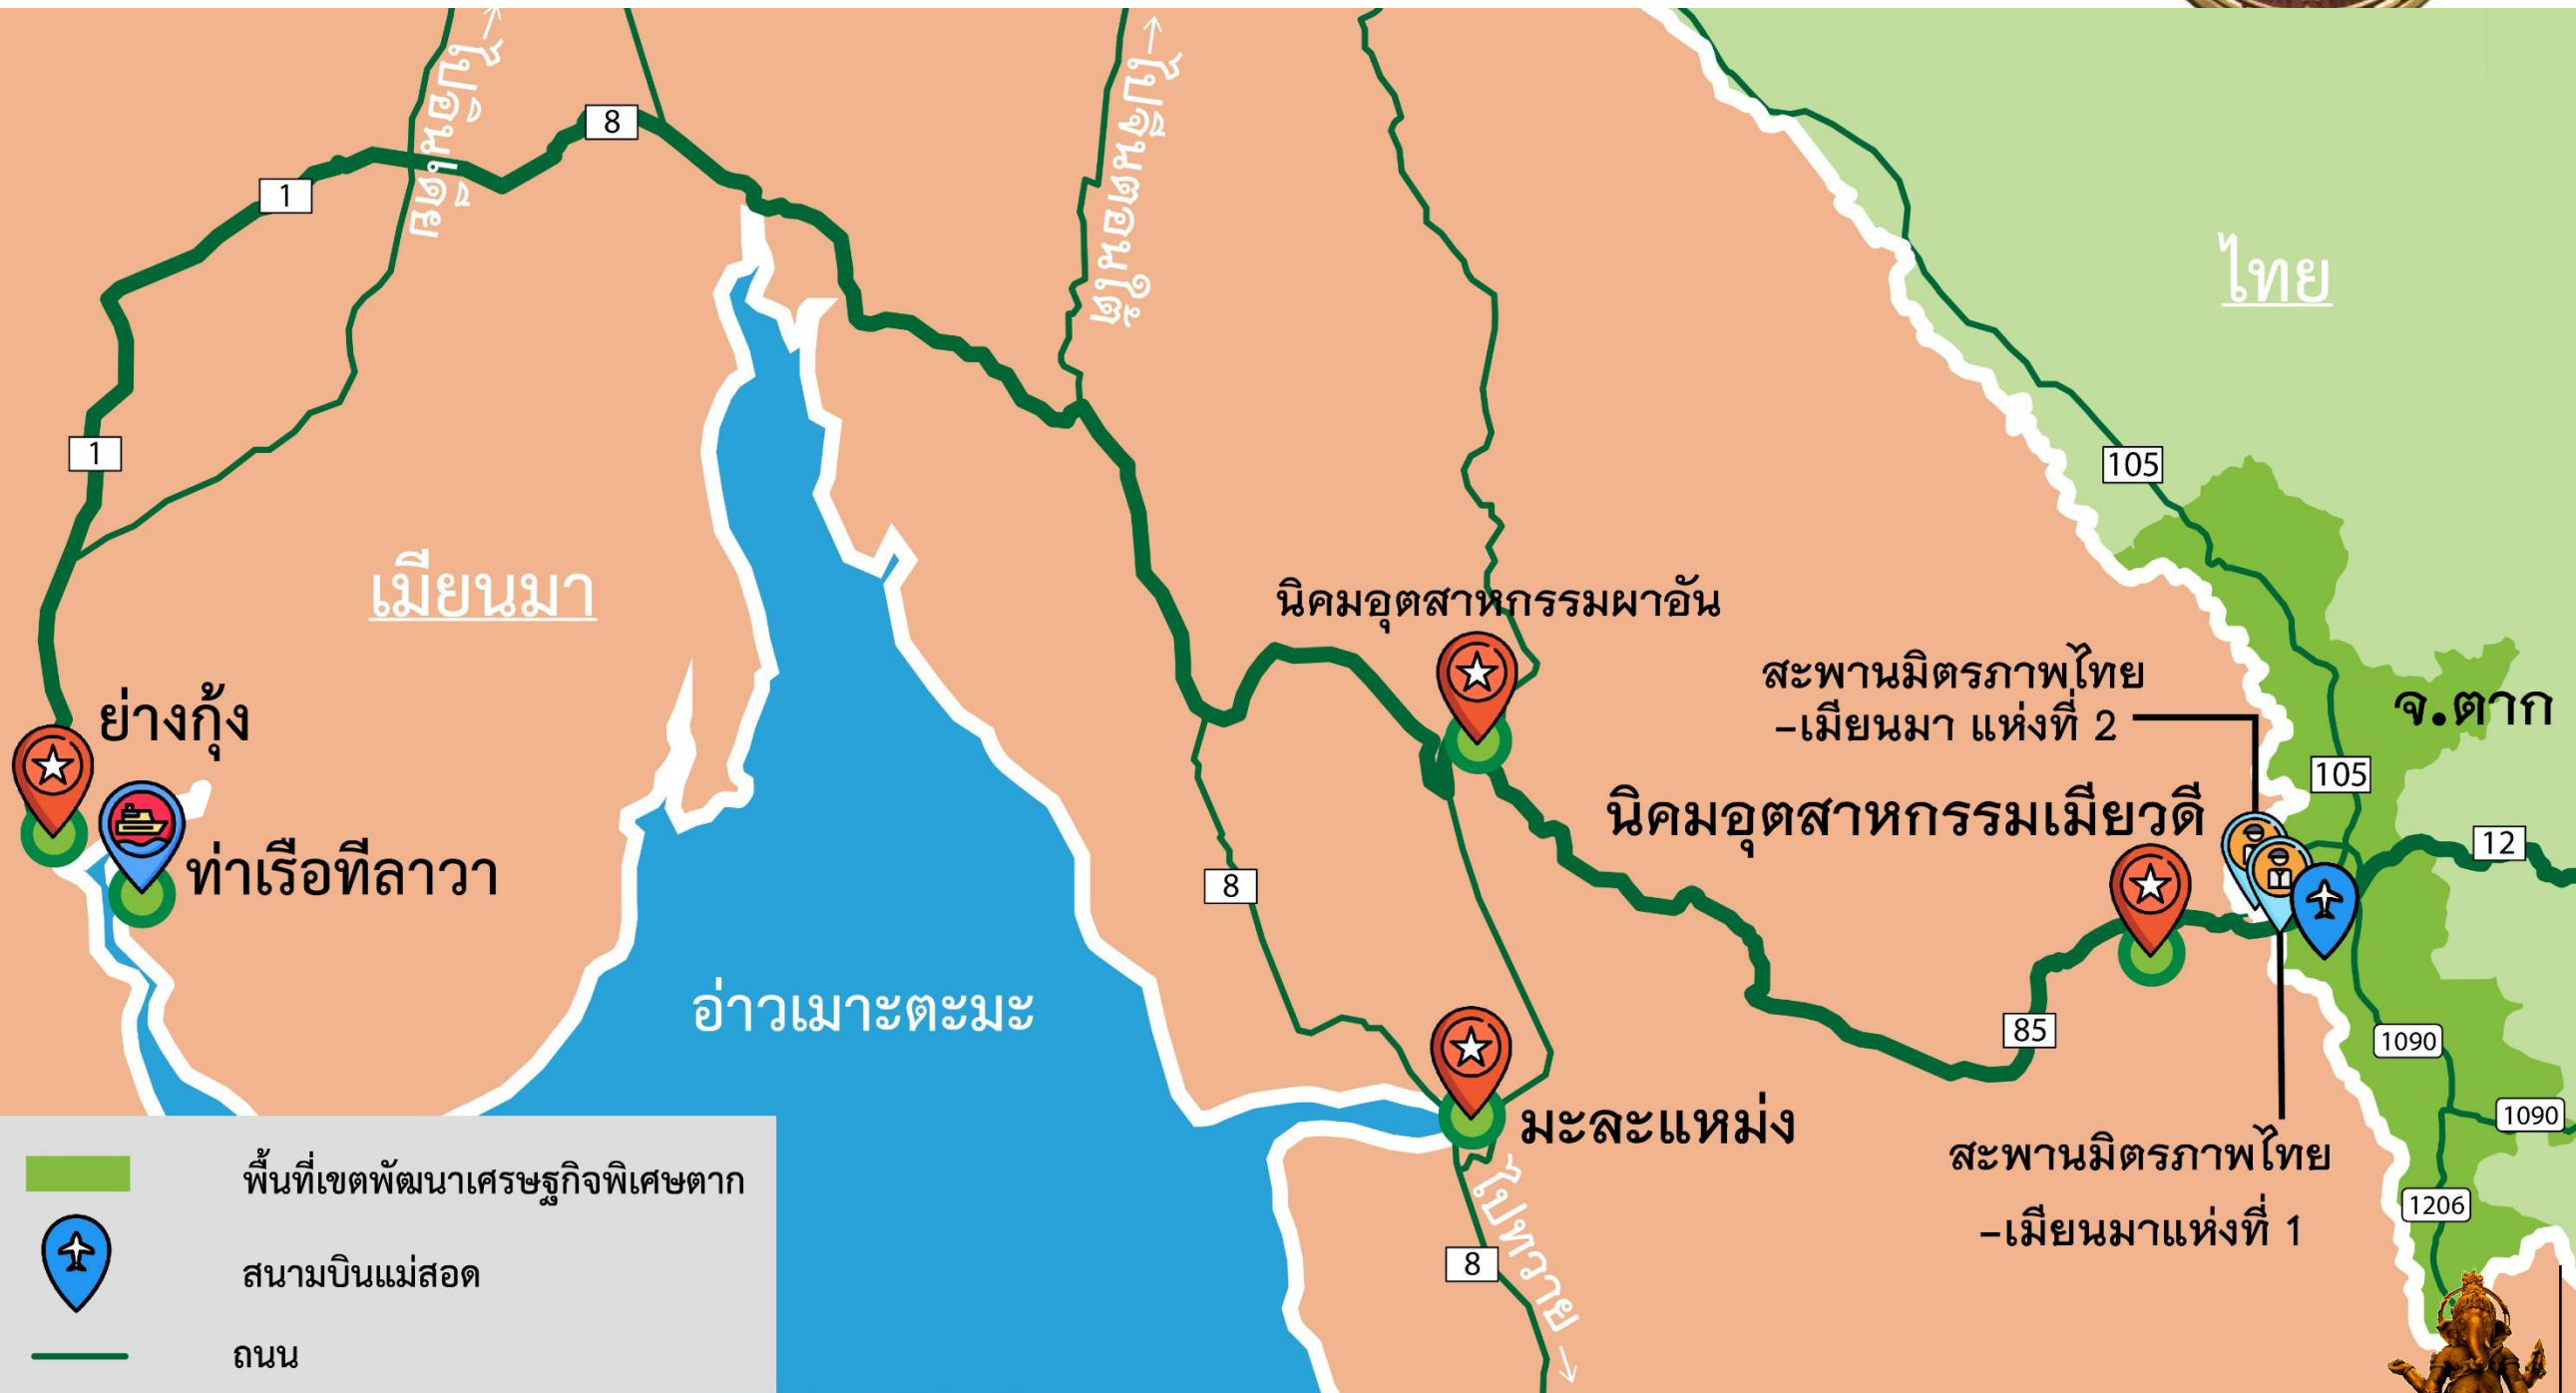 ←ไปอินเดีย
←ไปจีนตอนใต้
8
1
ไทย
1
105
เมียนมา
นิคมอุตสาหกรรมผาอัน
สะพานมิตรภาพไทย
-เมียนมา แห่งที่ 2
จ.ตาก
ย่างกุ้ง
105
นิคมอุตสาหกรรมเมียวดี
12
ท่าเรือทีลาวา
8
อ่าวเมาะตะมะ
85
1090
มะละแหม่ง
1090
สะพานมิตรภาพไทย
-เมียนมาแห่งที่ 1
1206
8
ไปทวาย→
พื้นที่เขตพัฒนาเศรษฐกิจพิเศษตาก
สนามบินแม่สอด
ถนน